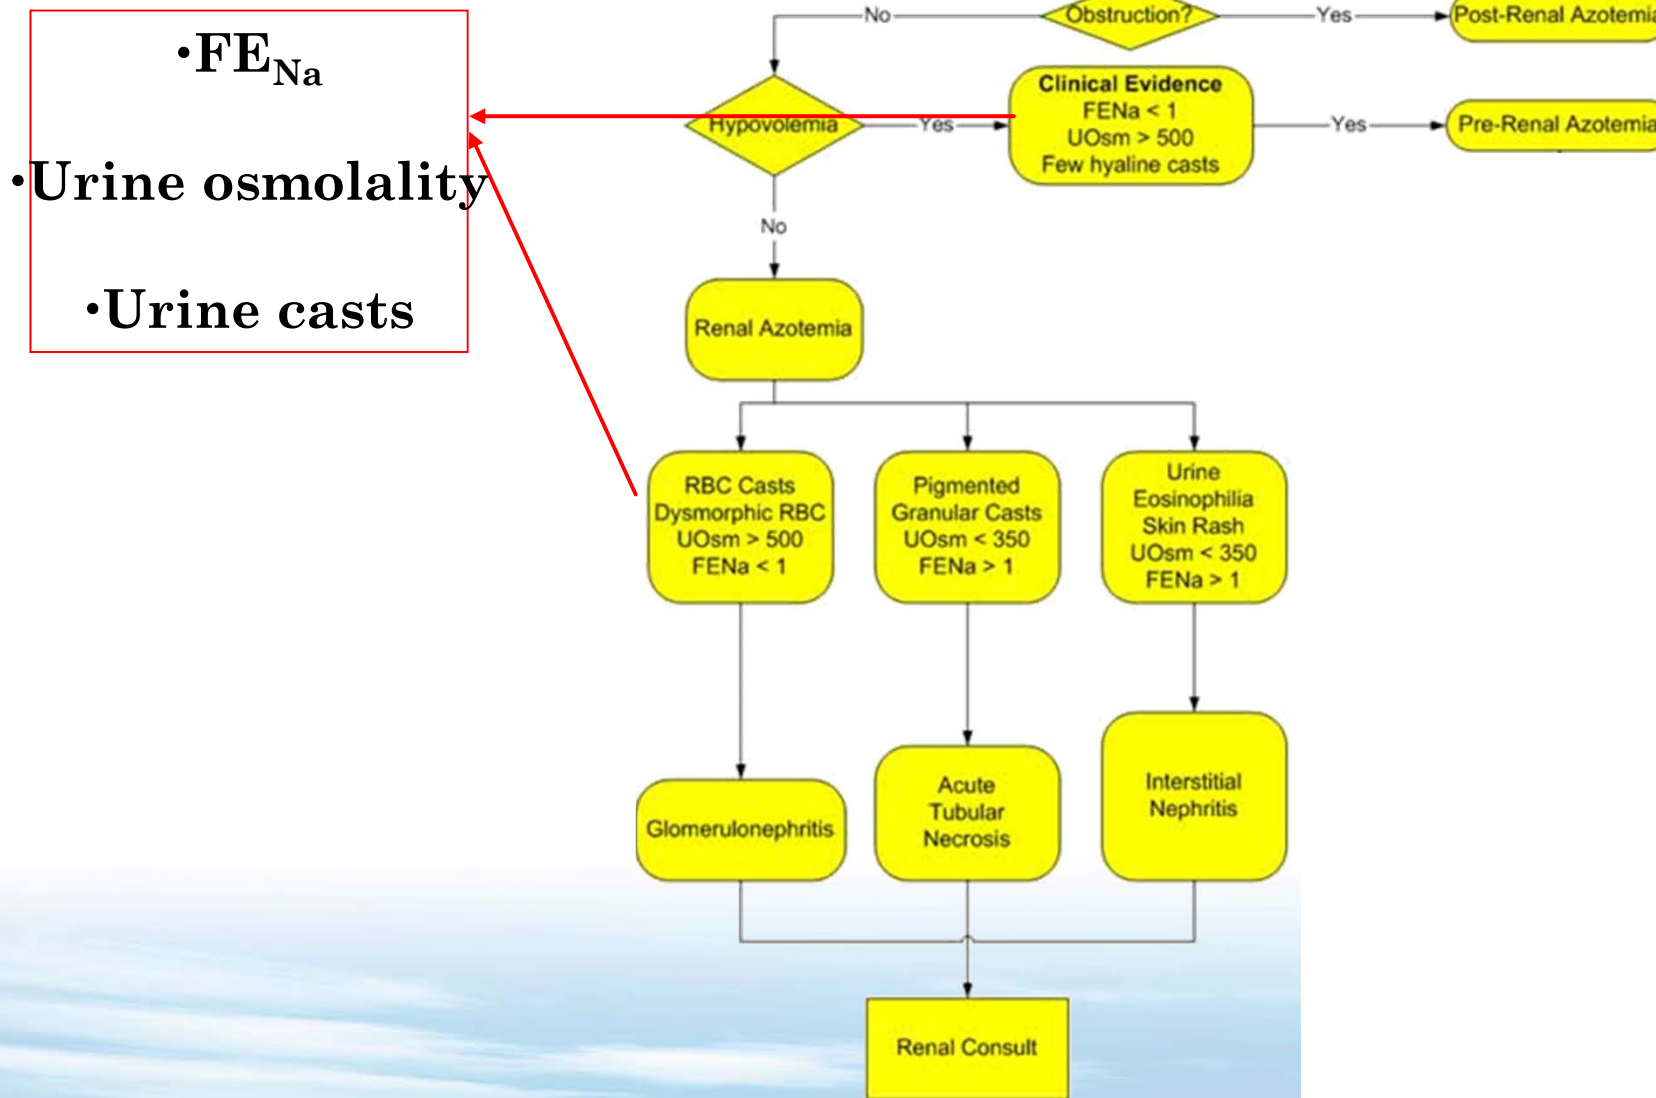 •FENa
•Urine osmolality
•Urine casts
No
Obstruction?
Yes
Post-Renal Azotemia
Hypovolemia
Yes
Clinical Evidence
FENa < 1
UOsm > 500
Few hyaline casts
Yes
Pre-Renal Azotemia
No
Renal Azotemia
RBC Casts
Dysmorphic RBC
UOsm > 500
FENa < 1
Pigmented
Granular Casts
UOsm < 350
FENa > 1
Urine
Eosinophilia
Skin Rash
UOsm < 350
FENa > 1
Glomerulonephritis
Acute
Tubular
Necrosis
Interstitial
Nephritis
Renal Consult